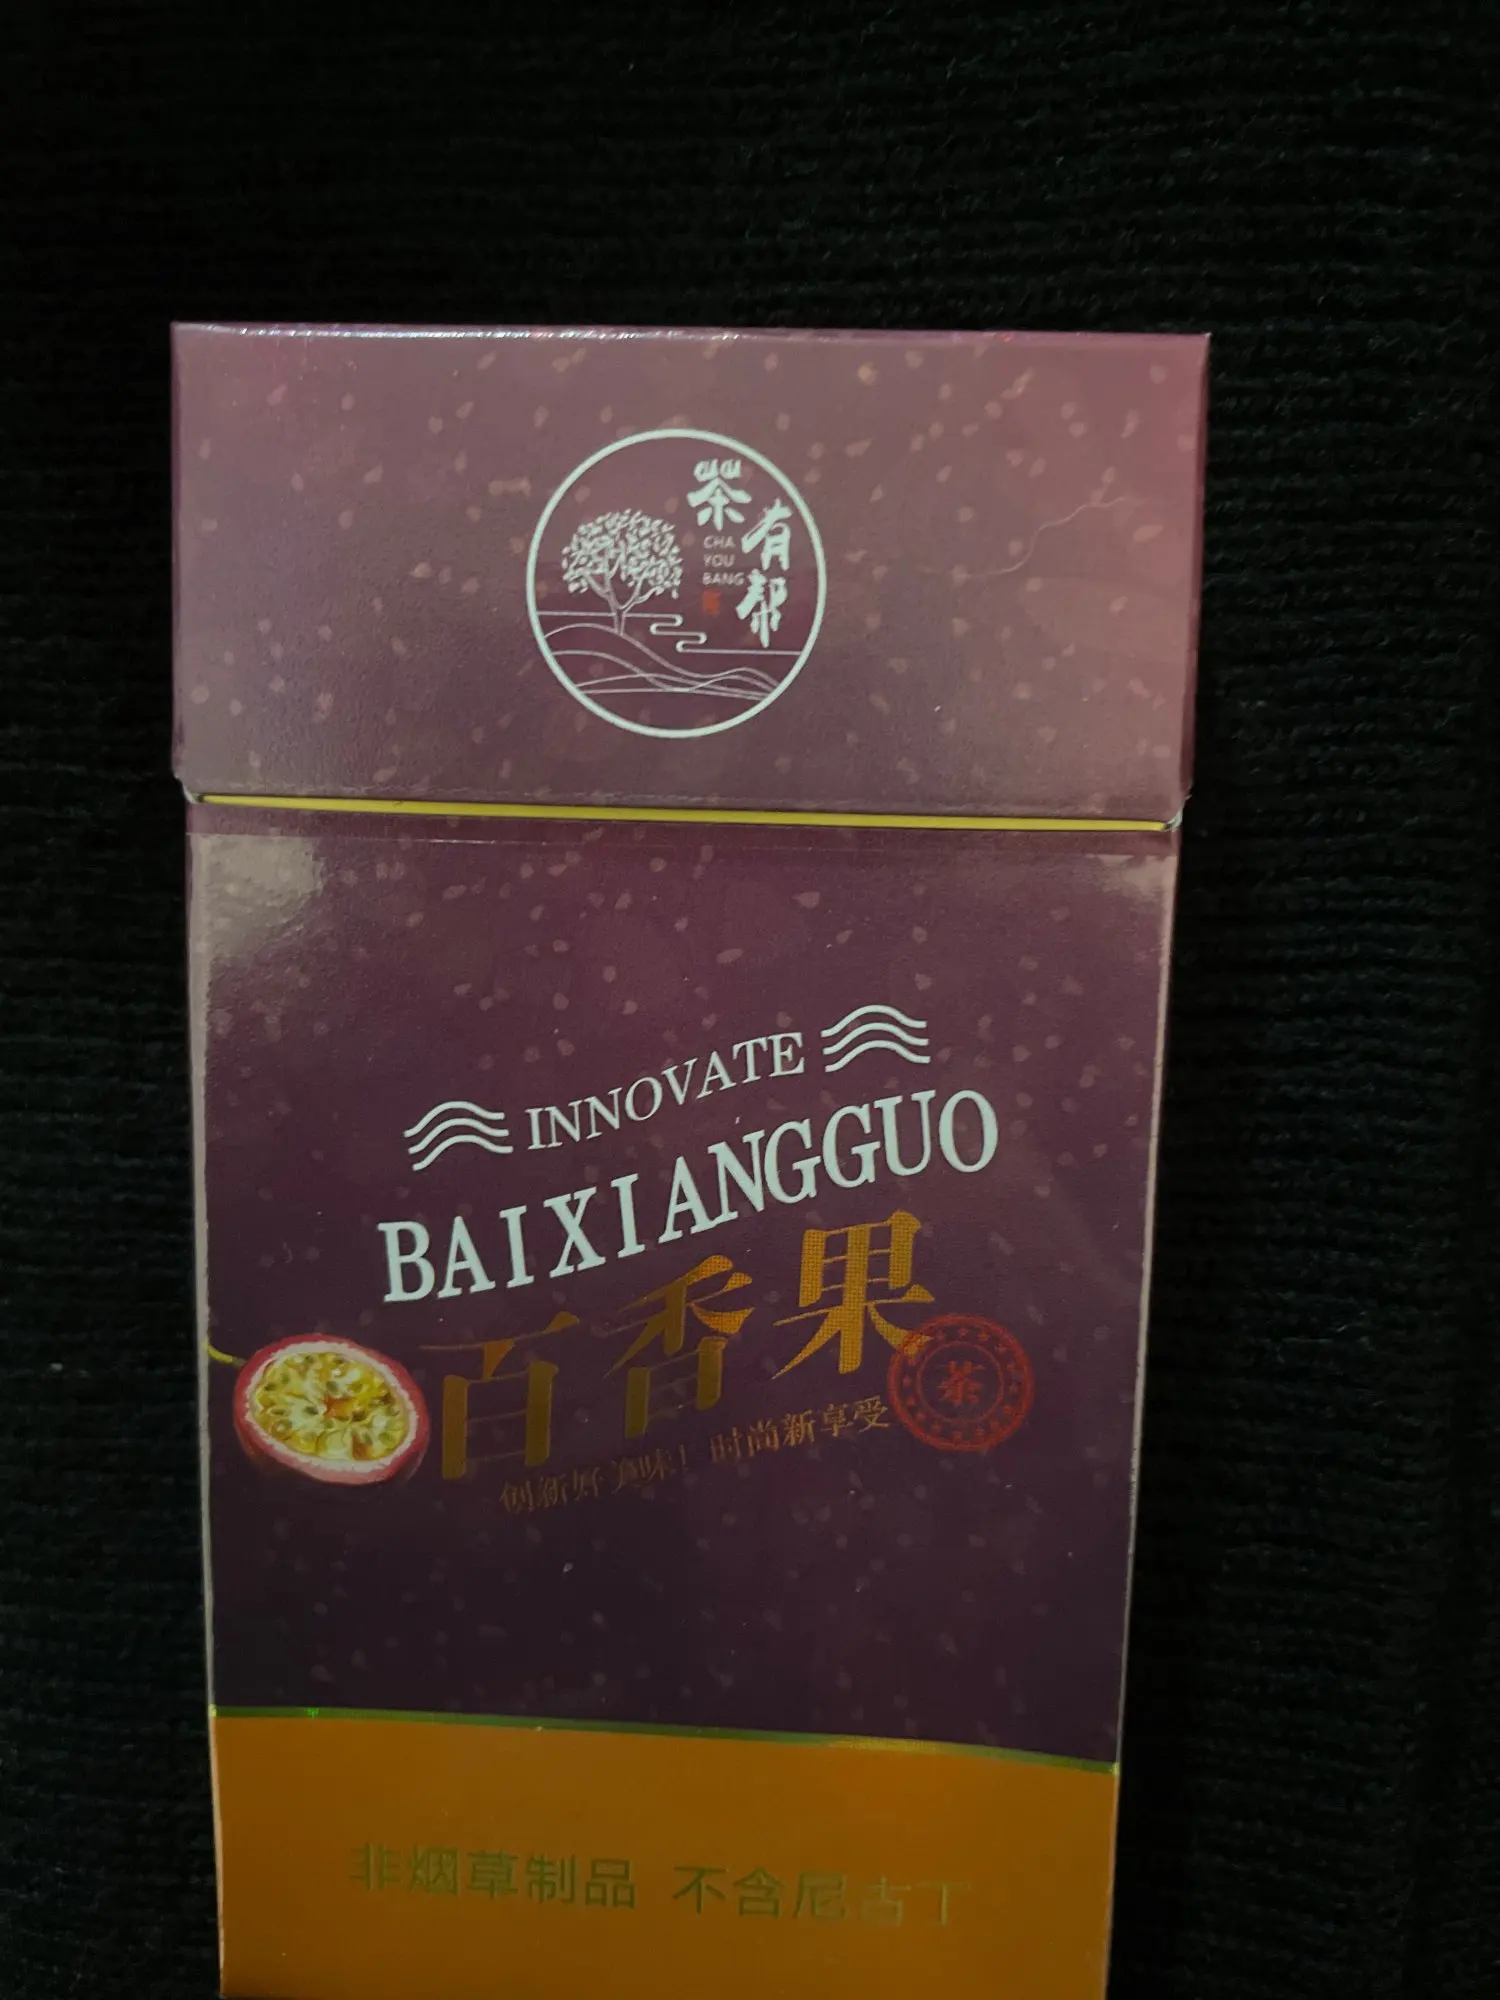 茶有帮
CHA
YOU
BANG
INNOVATE
BAIXIANGGUO
百香果
茶
创新好滋味！时尚新享受
非烟草制品 不含尼古丁